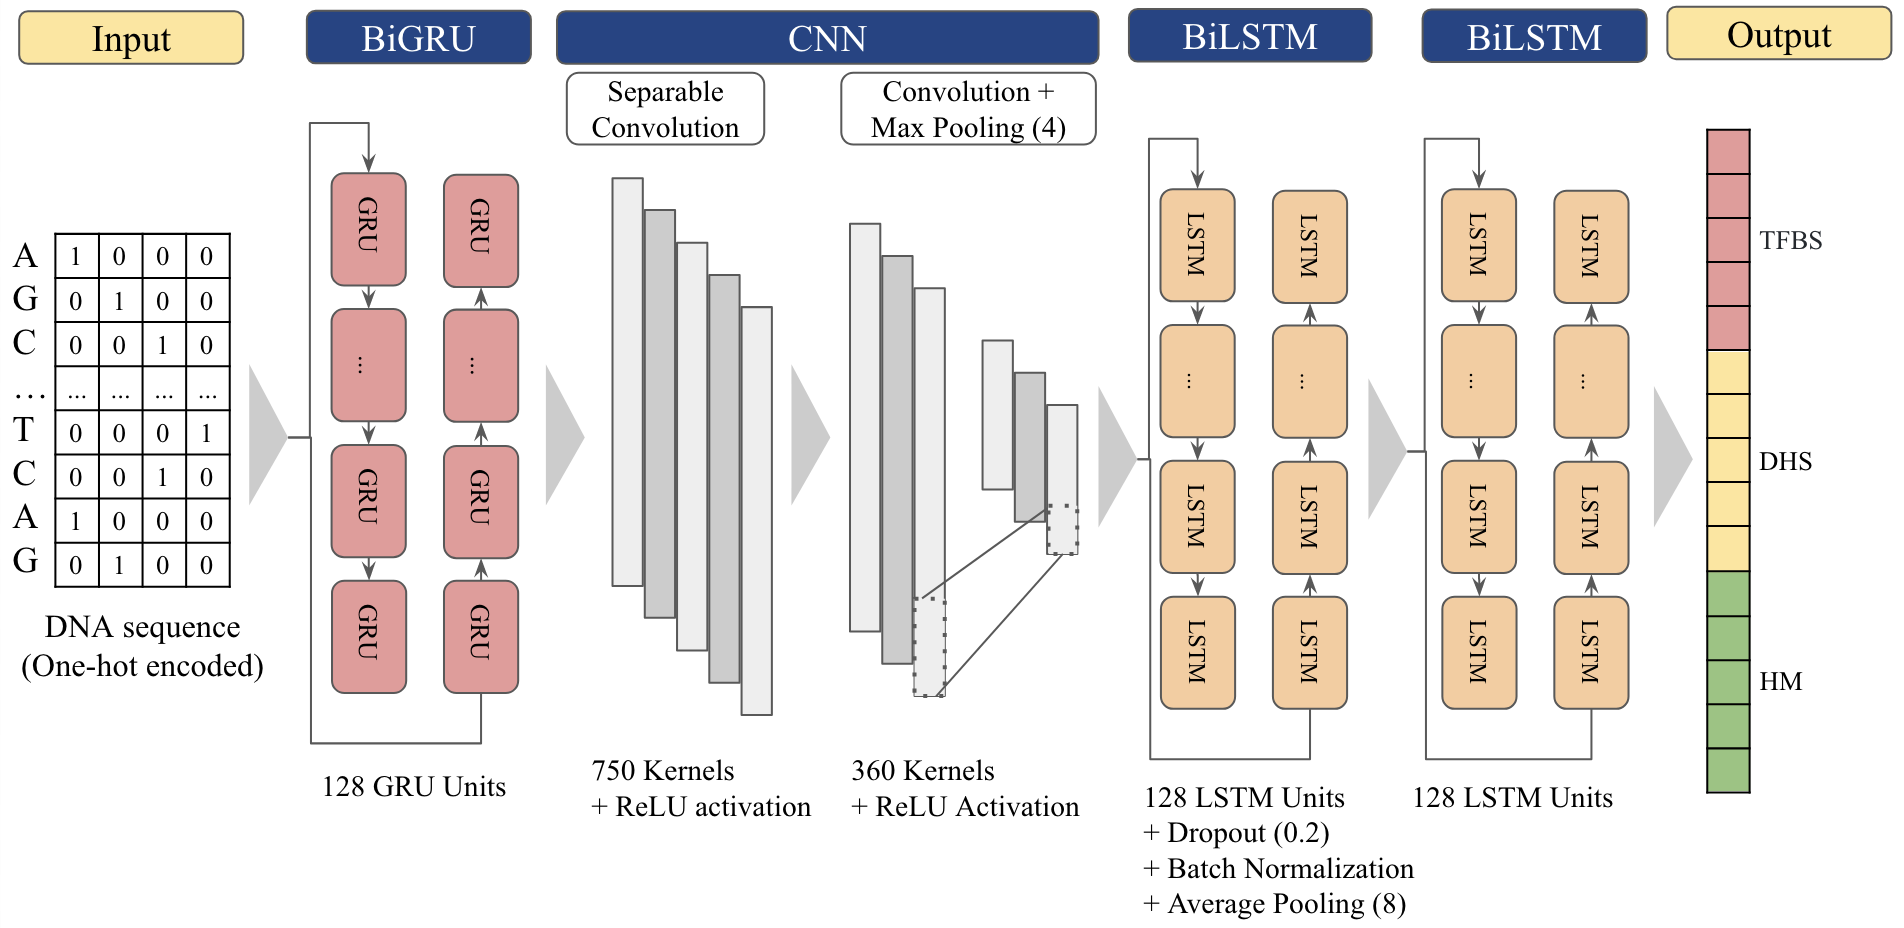 Input
BiGRU
CNN
BiLSTM
BiLSTM
Output
Separable
Convolution
Convolution +
Max Pooling (4)
A 1 0 0 0
G 0 1 0 0
C 0 0 1 0
... ... ... ... ...
T 0 0 0 1
C 0 0 1 0
A 1 0 0 0
G 0 1 0 0
DNA sequence
(One-hot encoded)
GRU GRU
... ...
GRU GRU
GRU GRU
128 GRU Units
750 Kernels
+ ReLU activation
360 Kernels
+ ReLU Activation
LSTM LSTM
... ...
LSTM LSTM
LSTM LSTM
128 LSTM Units
+ Dropout (0.2)
+ Batch Normalization
+ Average Pooling (8)
LSTM LSTM
... ...
LSTM LSTM
LSTM LSTM
128 LSTM Units
TFBS
DHS
HM